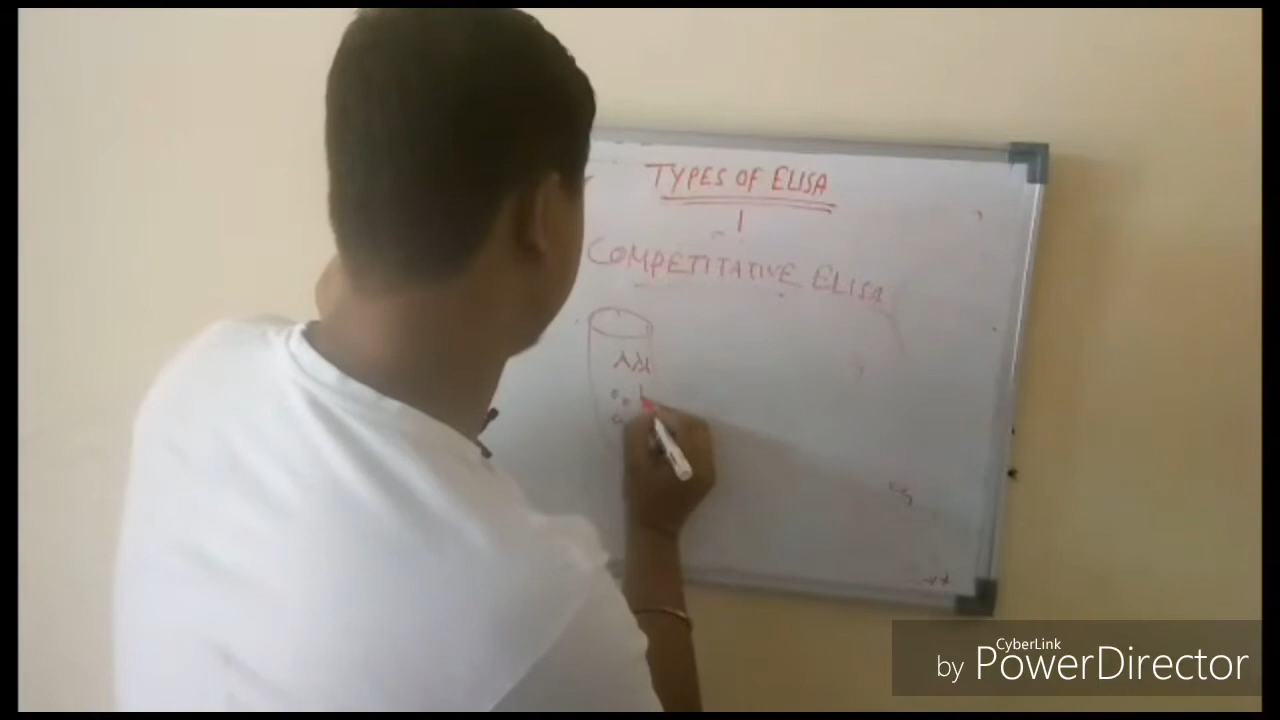 TYPES OF ELISA
COMPETITATIVE ELISA
CyberLink
by PowerDirector